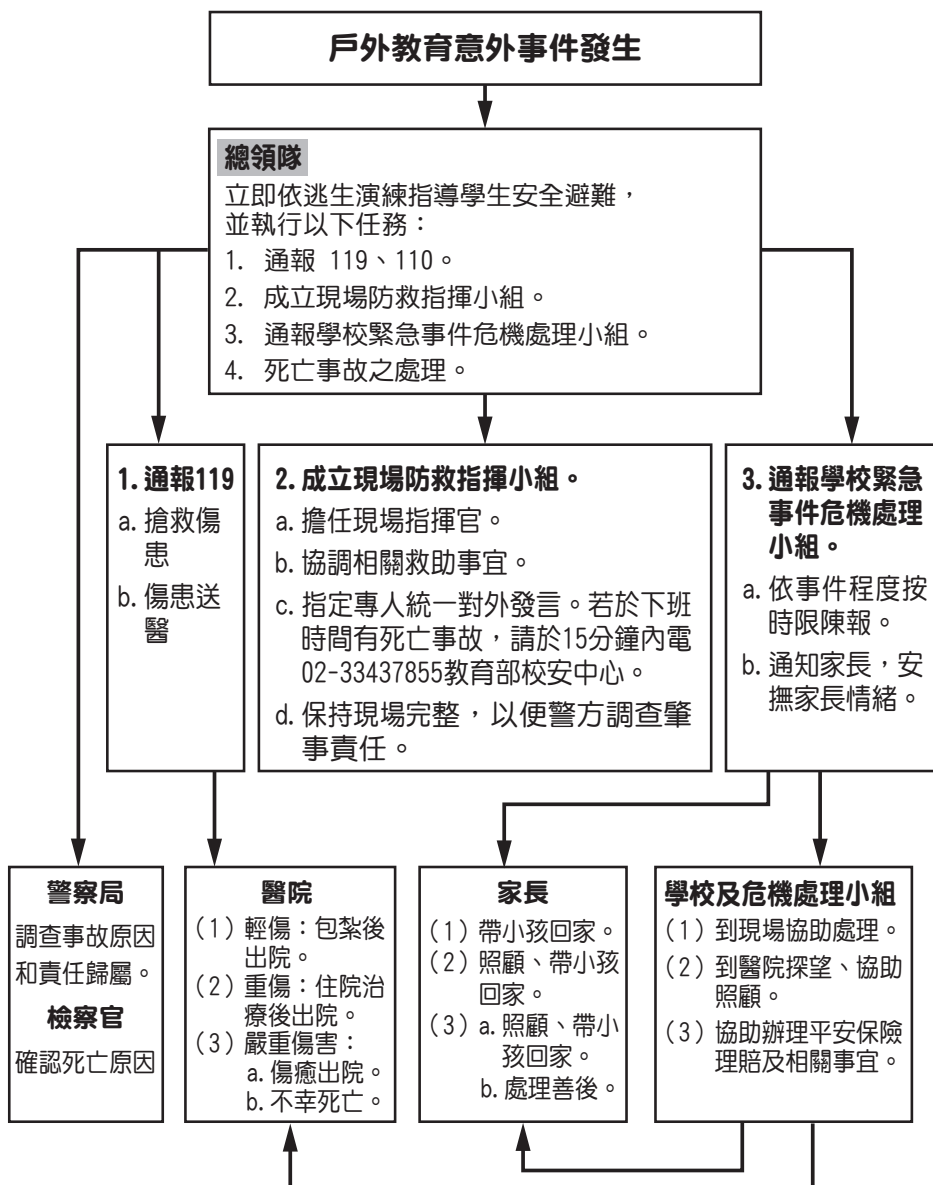 戶外教育意外事件發生
總領隊
立即依逃生演練指導學生安全避難，
並執行以下任務：
1. 通報 119、110。
2. 成立現場防救指揮小組。
3. 通報學校緊急事件危機處理小組。
4. 死亡事故之處理。
1. 通報119
a. 搶救傷
患
b. 傷患送
醫
2. 成立現場防救指揮小組。
a. 擔任現場指揮官。
b. 協調相關救助事宜。
c. 指定專人統一對外發言。若於下班
時間有死亡事故，請於15分鐘內電
02-33437855教育部校安中心。
d. 保持現場完整，以便警方調查肇
事責任。
3. 通報學校緊急
事件危機處理
小組。
a. 依事件程度按
時限陳報。
b. 通知家長，安
撫家長情緒。
警察局
調查事故原因
和責任歸屬。
檢察官
確認死亡原因
醫院
(1) 輕傷：包紮後
出院。
(2) 重傷：住院治
療後出院。
(3) 嚴重傷害：
a. 傷癒出院。
b. 不幸死亡。
家長
(1) 帶小孩回家。
(2) 照顧、帶小孩
回家。
(3) a. 照顧、帶小
孩回家。
b. 處理善後。
學校及危機處理小組
(1) 到現場協助處理。
(2) 到醫院探望、協助
照顧。
(3) 協助辦理平安保險
理賠及相關事宜。